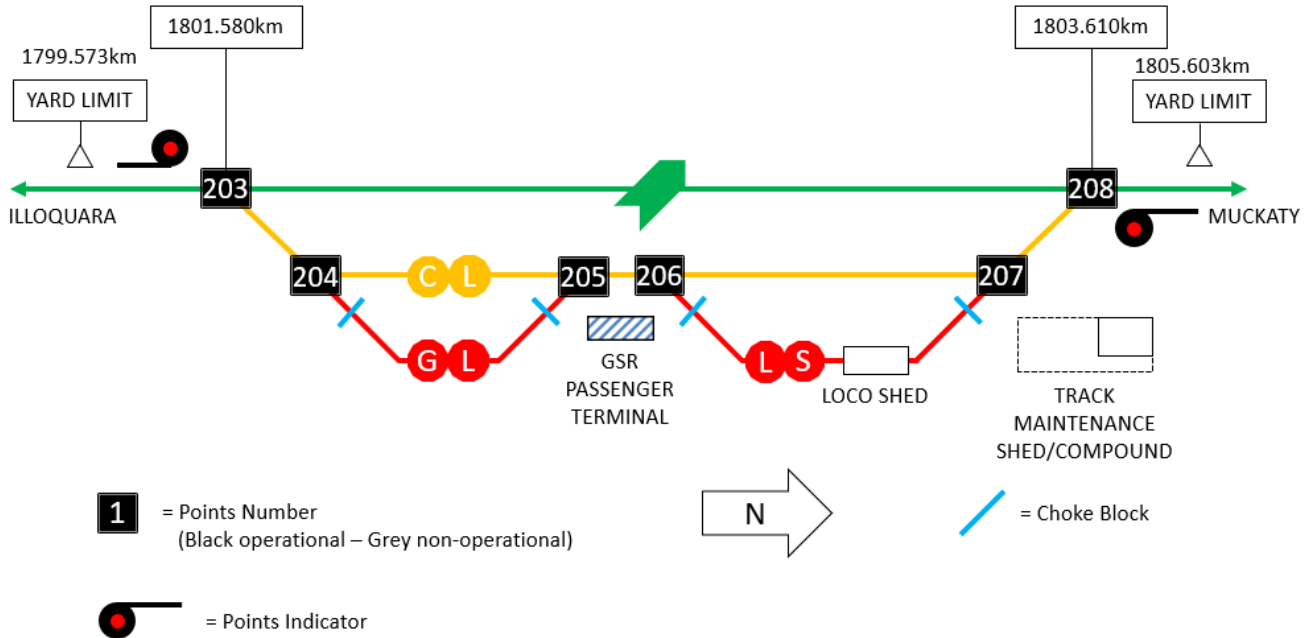 1801.580km
1803.610km
1799.573km
1805.603km
YARD LIMIT
YARD LIMIT
203
208
ILLOQUARA
MUCKATY
204
C L
205
206
207
G L
GSR
PASSENGER
TERMINAL
L S
LOCO SHED
TRACK
MAINTENANCE
SHED/COMPOUND
1
= Points Number
(Black operational – Grey non-operational)
N
= Choke Block
= Points Indicator